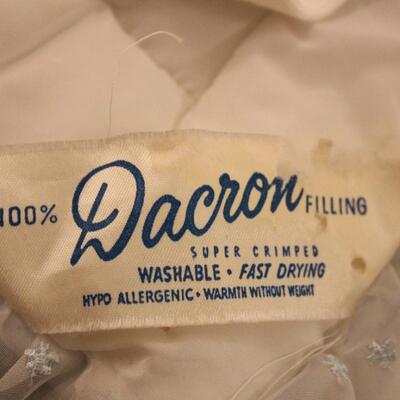 100% Dacron FILLING
SUPER CRIMPED
WASHABLE • FAST DRYING
HYPO ALLERGENIC • WARMTH WITHOUT WEIGHT